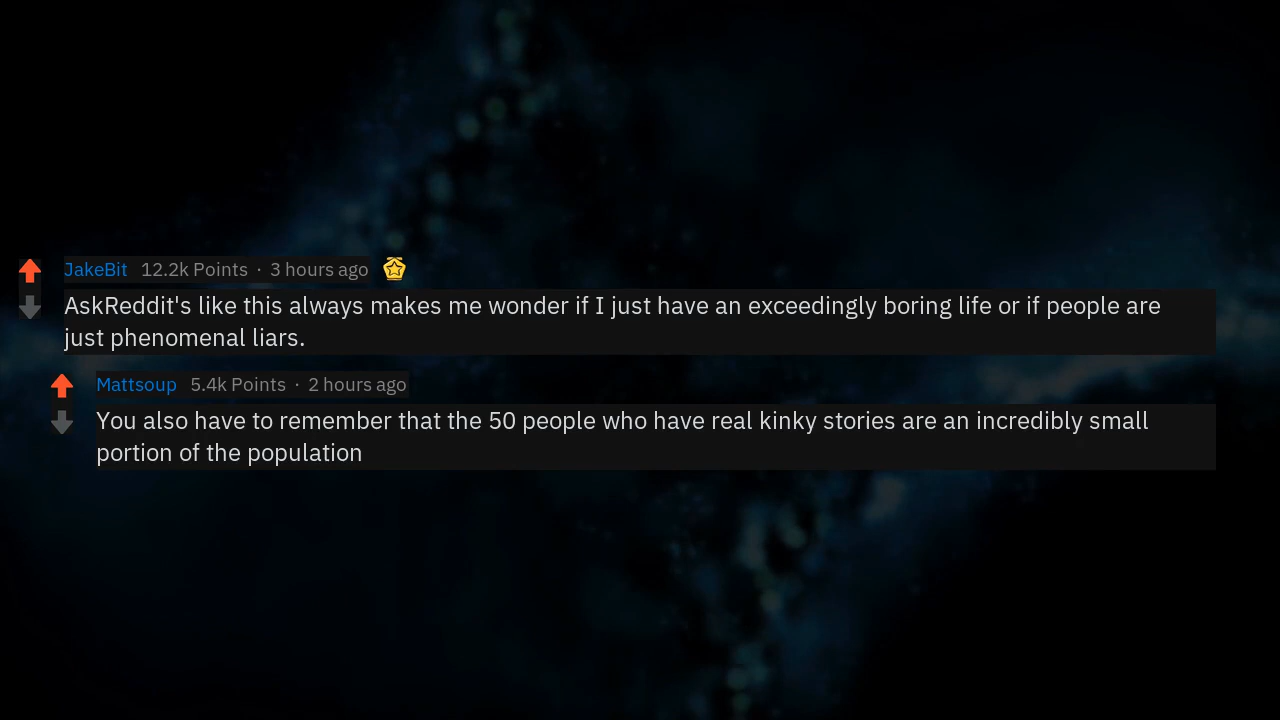 JakeBit 12.2k Points · 3 hours ago
AskReddit's like this always makes me wonder if I just have an exceedingly boring life or if people are
just phenomenal liars.
Mattsoup 5.4k Points · 2 hours ago
You also have to remember that the 50 people who have real kinky stories are an incredibly small
portion of the population